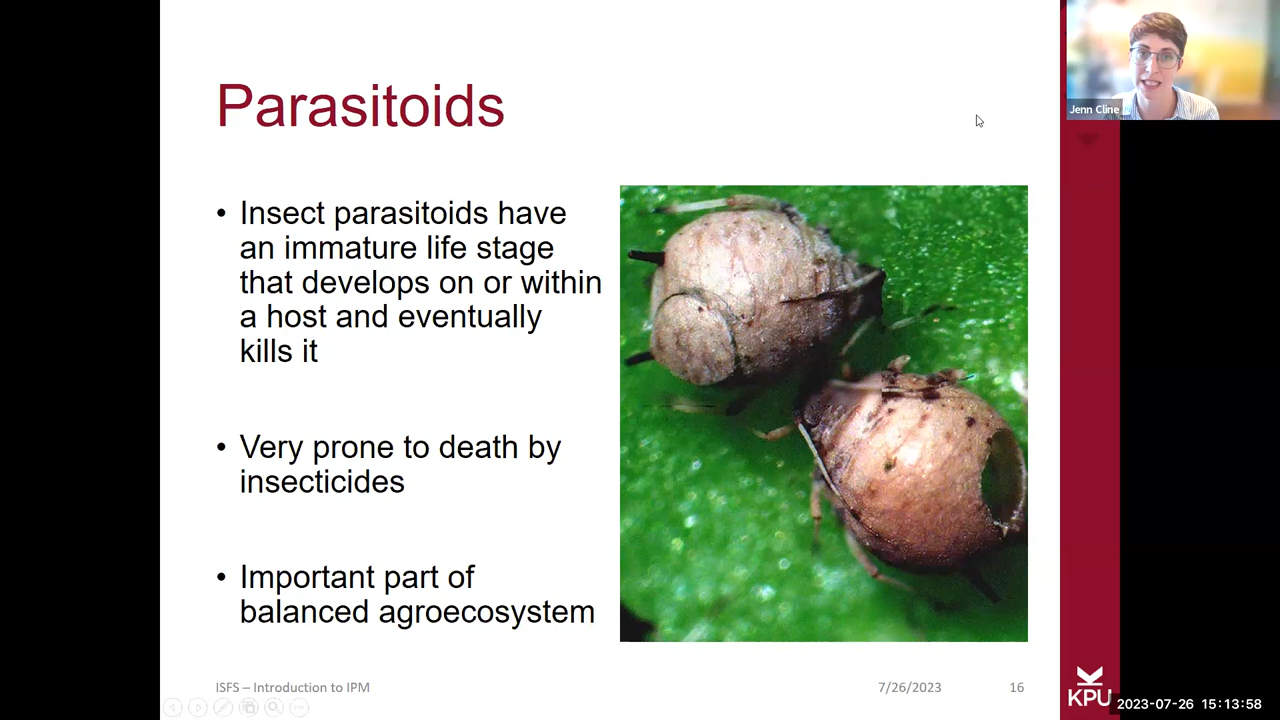 Parasitoids
• Insect parasitoids have
an immature life stage
that develops on or within
a host and eventually
kills it
• Very prone to death by
insecticides
• Important part of
balanced agroecosystem
ISFS – Introduction to IPM
7/26/2023
16
Jenn Cline
KPU
2023-07-26 15:13:58